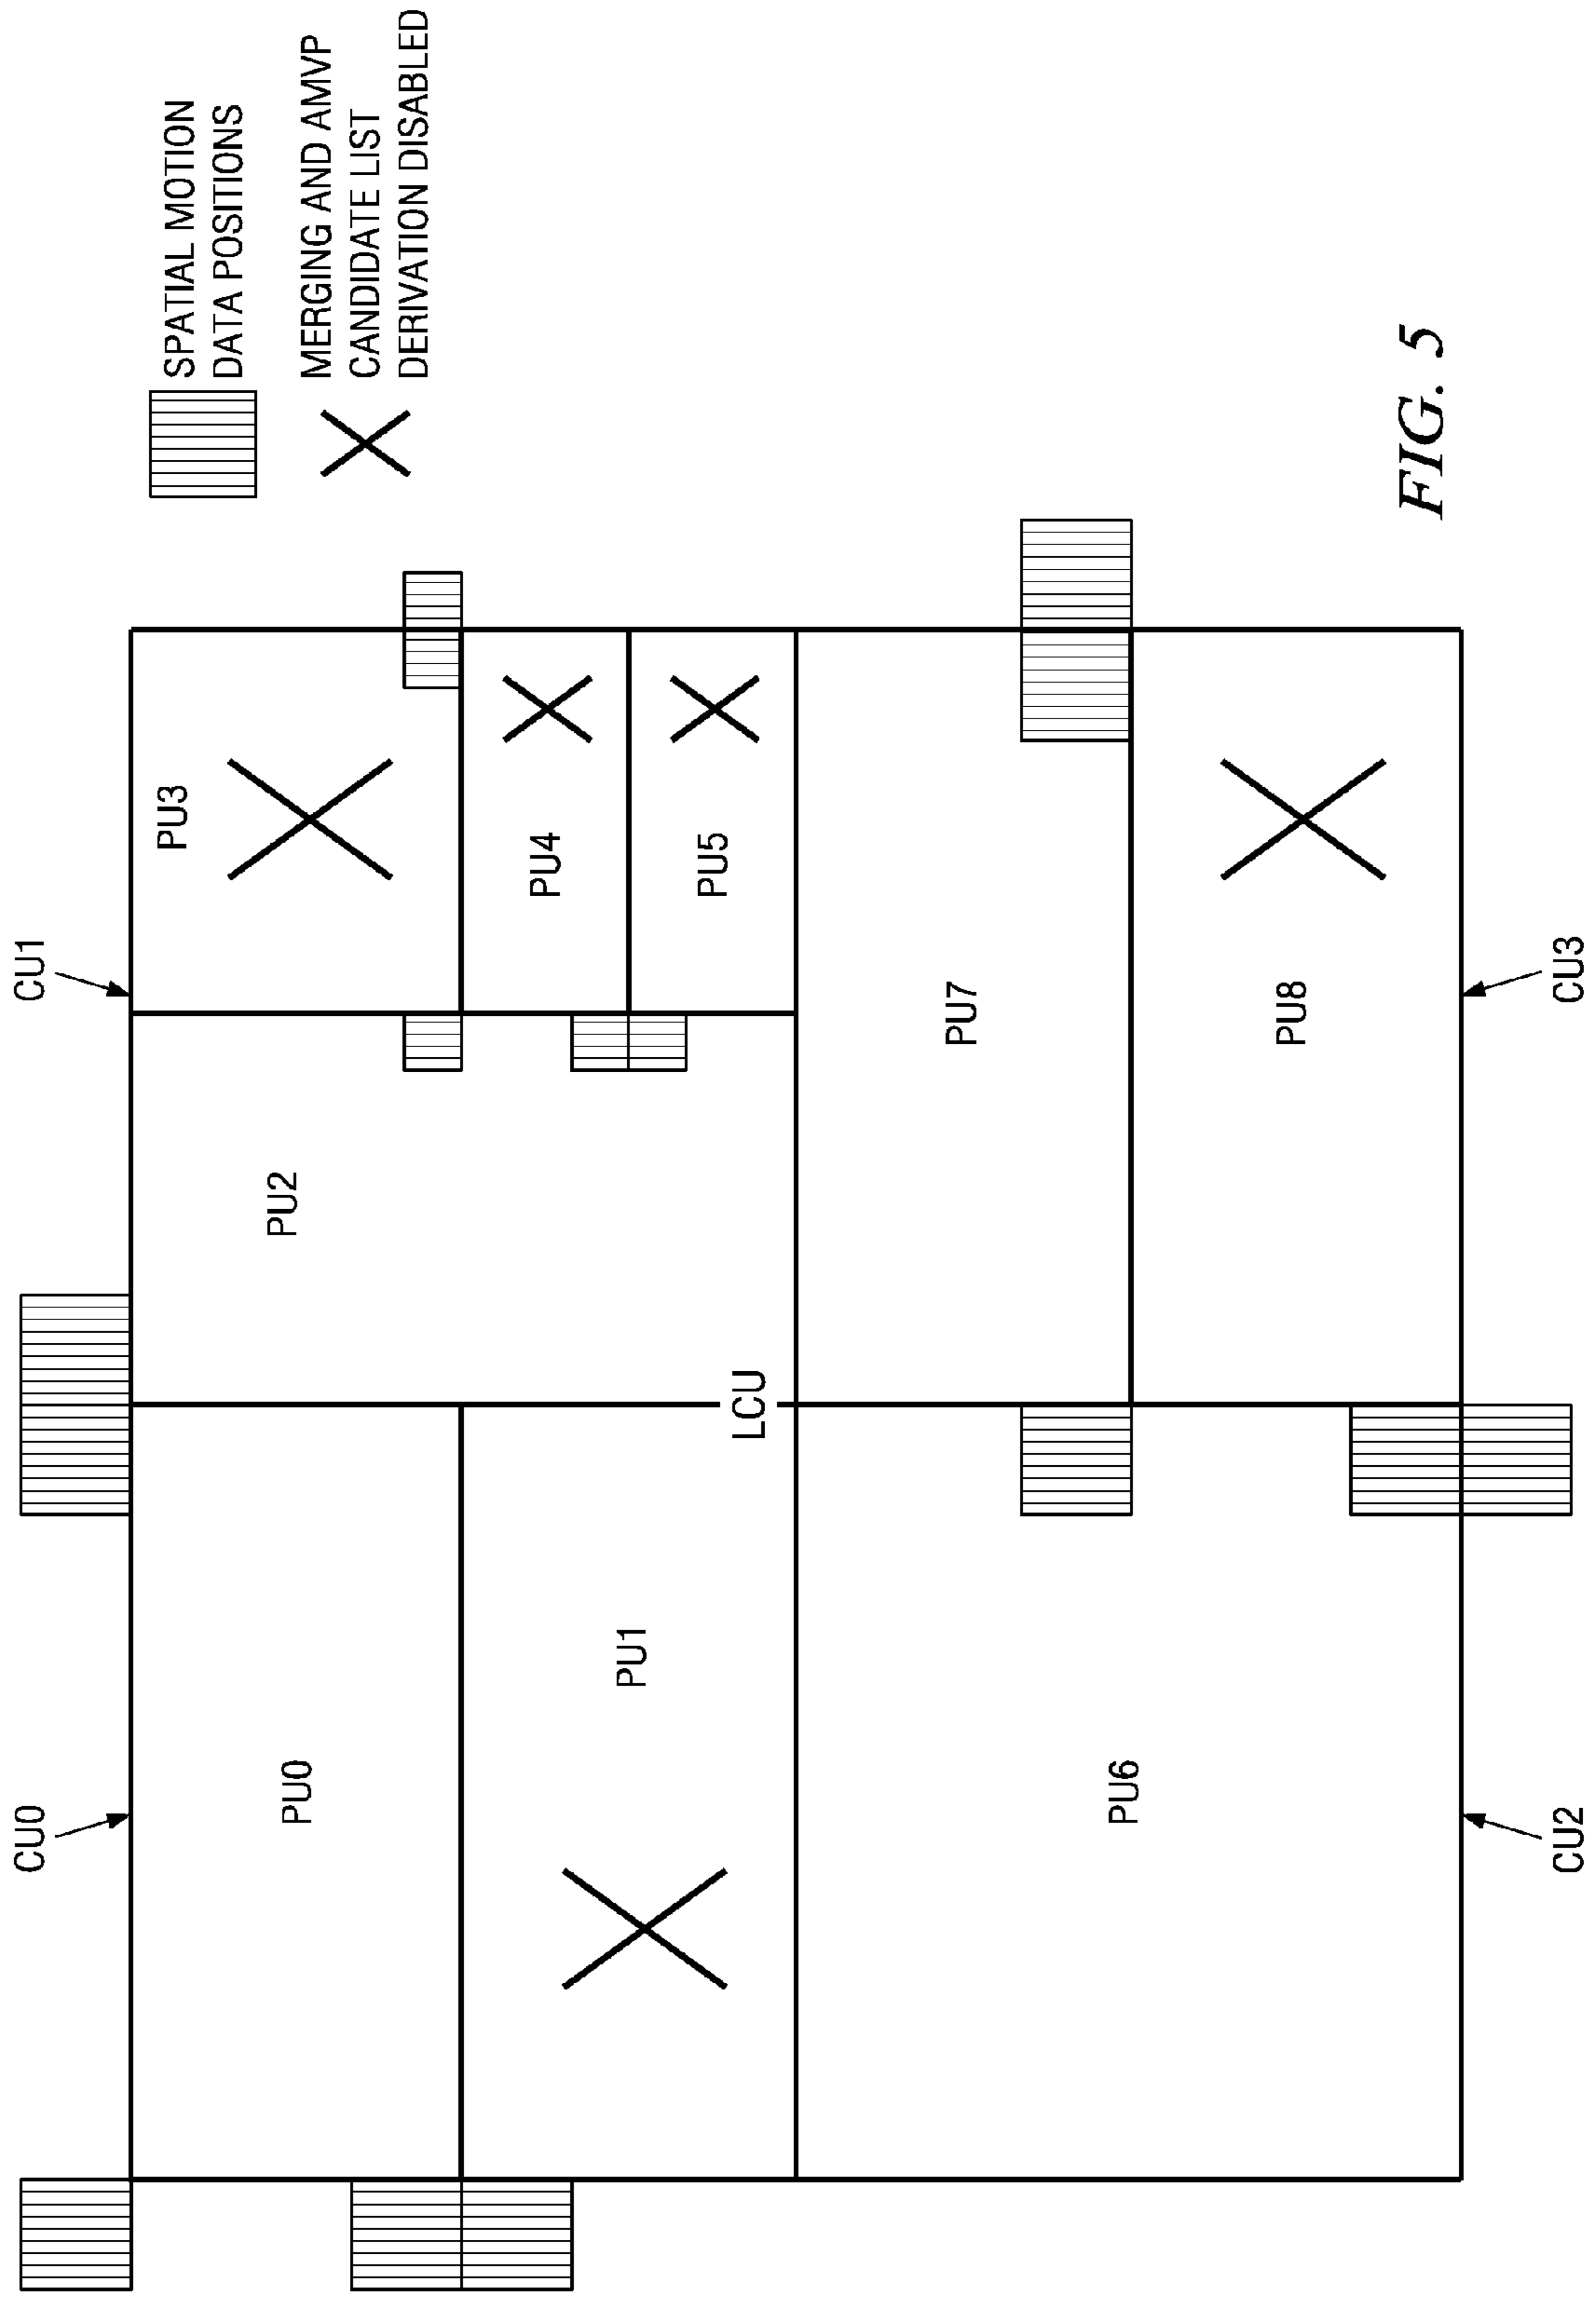 CU0
CU1
SPATIAL MOTION
DATA POSITIONS
MERGING AND AMVP
CANDIDATE LIST
DERIVATION DISABLED
PU0
PU1
PU2
PU3
PU4
PU5
LCU
PU6
PU7
PU8
CU2
CU3
FIG. 5